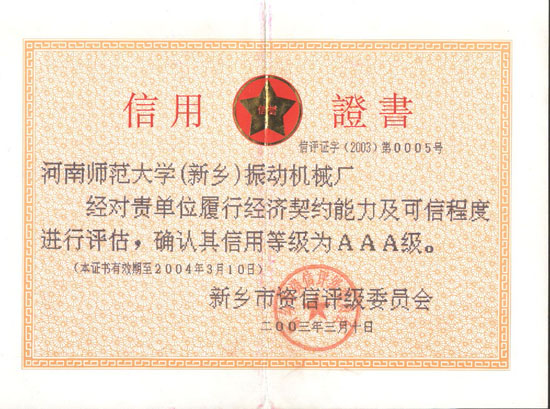 信用 證書
信评证字(2003)第0005号
河南师范大学(新乡)振动机械厂
经对贵单位履行经济契约能力及可信程度
进行评估，确认其信用等级为AAA级。
(本证书有效期至2004年3月10日)
新乡市资信评级委员会
二00三年三月十日